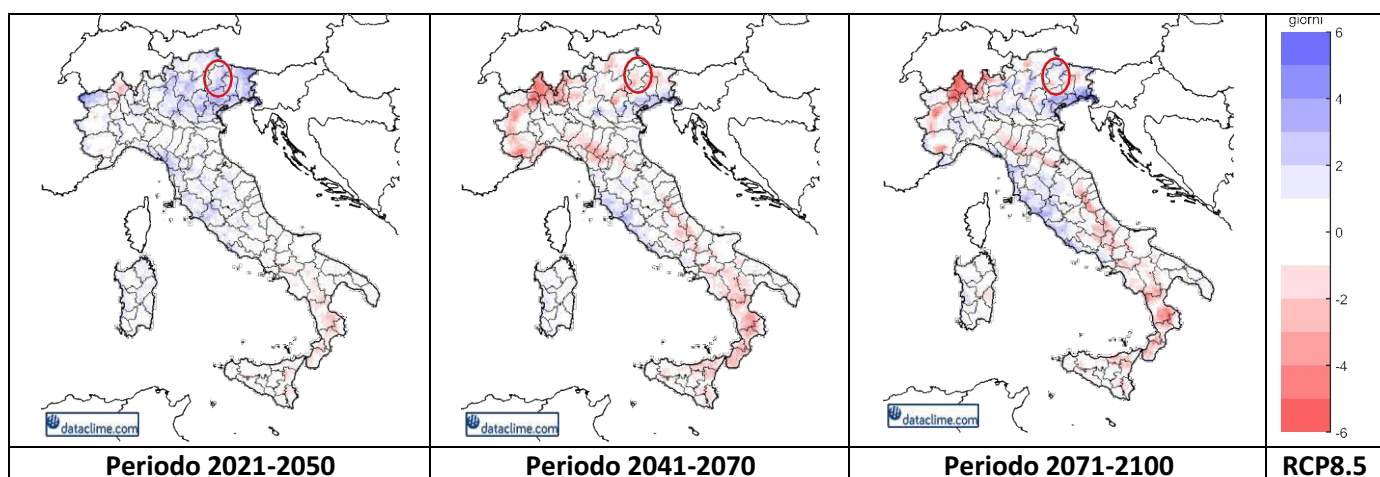 giorni
6
4
2
0
-2
-4
-6
dataclime.com
dataclime.com
dataclime.com
Periodo 2021-2050
Periodo 2041-2070
Periodo 2071-2100
RCP8.5